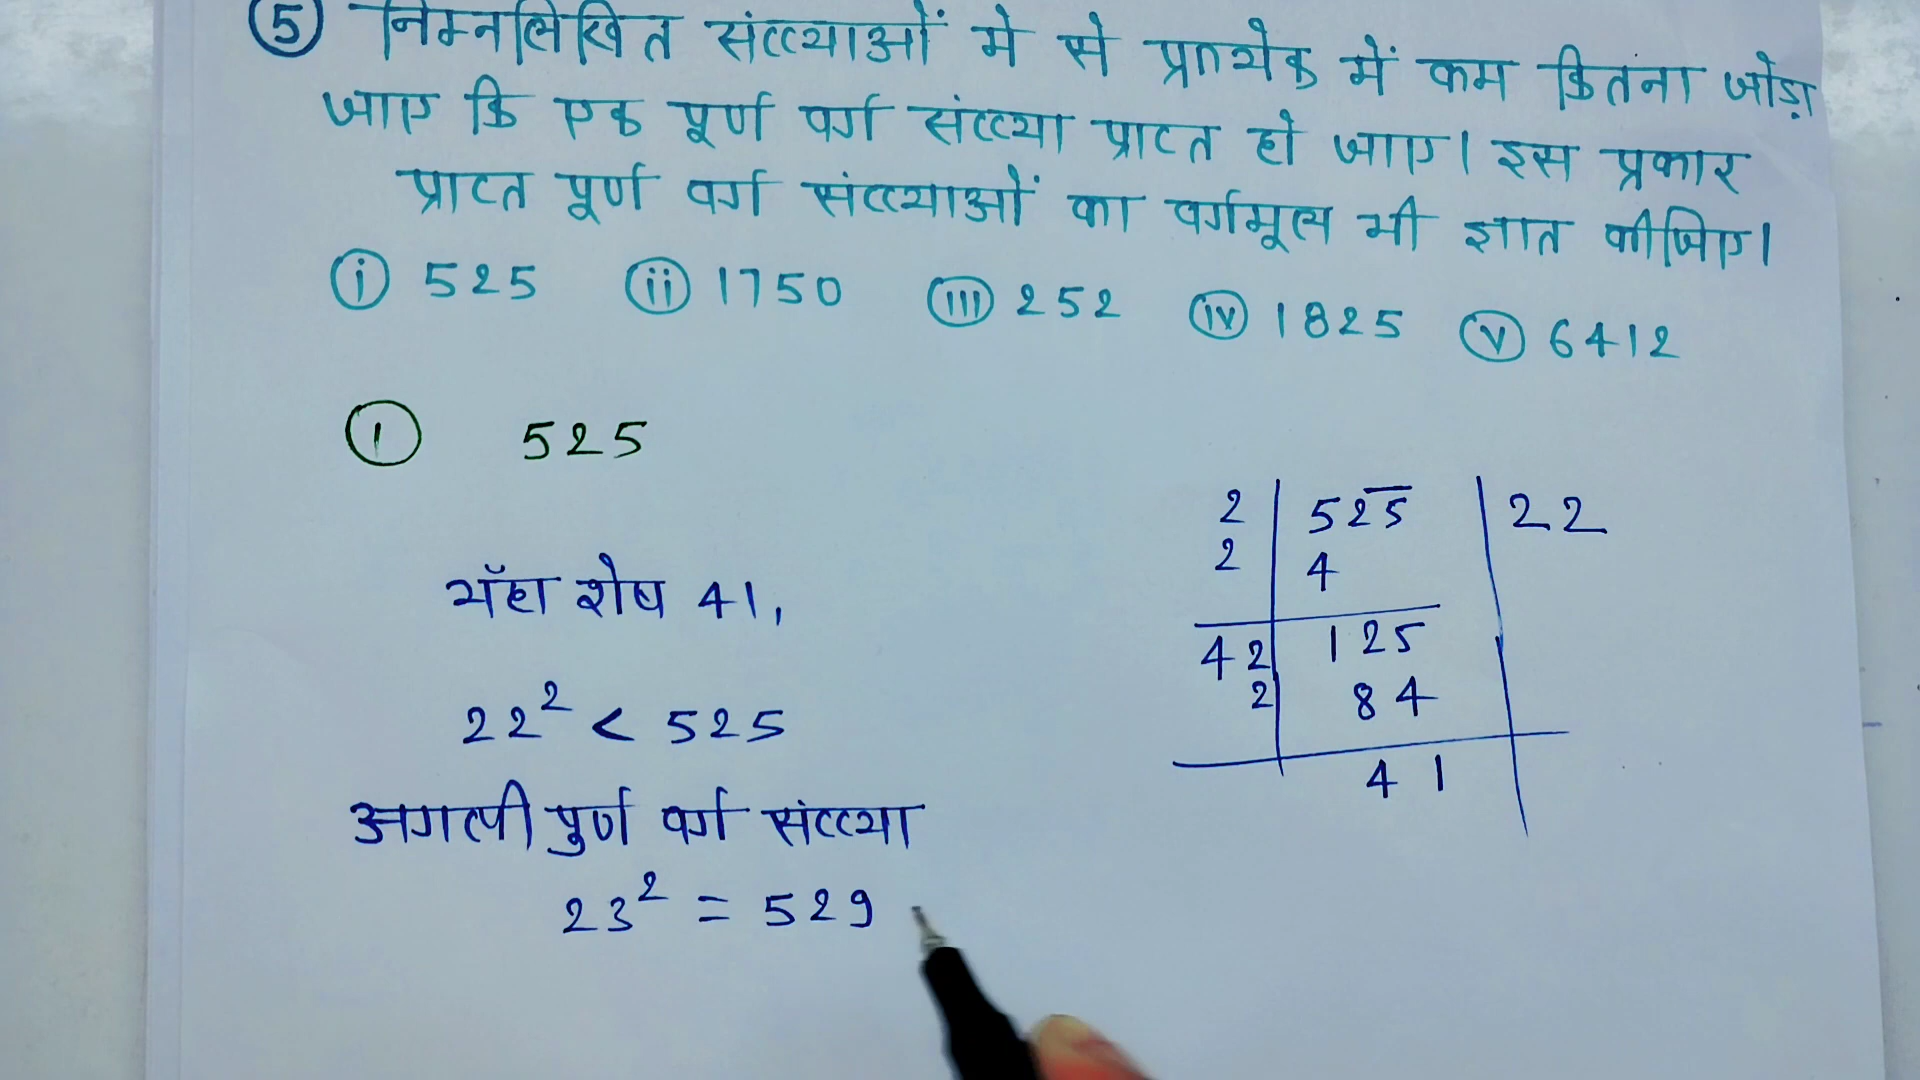 ⑤ निम्नलिखित संख्याओं मे से प्रत्येक में कम कितना जोड़ा
जाए कि एक पूर्ण वर्ग संख्या प्राप्त हो जाए। इस प्रकार
प्राप्त पूर्ण वर्ग संख्याओं का वर्गमूल भी ज्ञात कीजिए।
ⓘ 525 (ii) 1750 (iii) 252 (iv) 1825 (v) 6412
① 525
यॅहा शेष 41,
22² < 525
अगली पुर्ण वर्ग संख्या
23² = 529
2 525 22
2 4
42 125
2 84
41